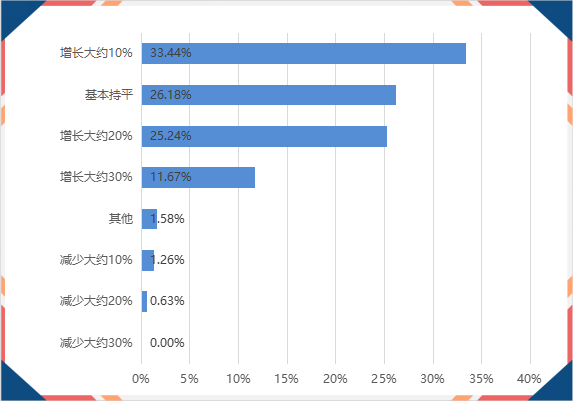 增长大约10% 33.44%
基本持平 26.18%
增长大约20% 25.24%
增长大约30% 11.67%
其他 1.58%
减少大约10% 1.26%
减少大约20% 0.63%
减少大约30% 0.00%
0% 5% 10% 15% 20% 25% 30% 35% 40%